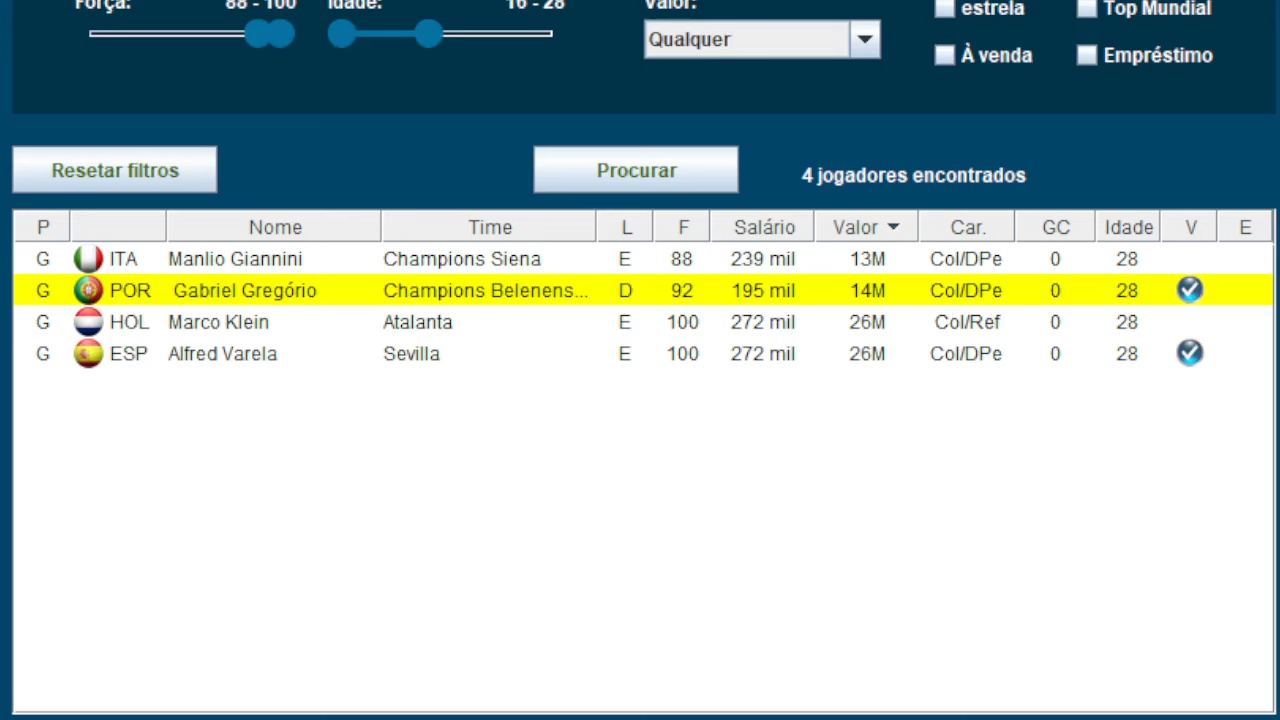 Força: 88 - 100 Idade: 16 - 28 Valor:
estrela Top Mundial
Qualquer
À venda Empréstimo
Resetar filtros Procurar 4 jogadores encontrados
P Nome Time L F Salário Valor Car. GC Idade V E
G ITA Manlio Giannini Champions Siena E 88 239 mil 13M Col/DPe 0 28
G POR Gabriel Gregório Champions Belenens... D 92 195 mil 14M Col/DPe 0 28
G HOL Marco Klein Atalanta E 100 272 mil 26M Col/Ref 0 28
G ESP Alfred Varela Sevilla E 100 272 mil 26M Col/DPe 0 28